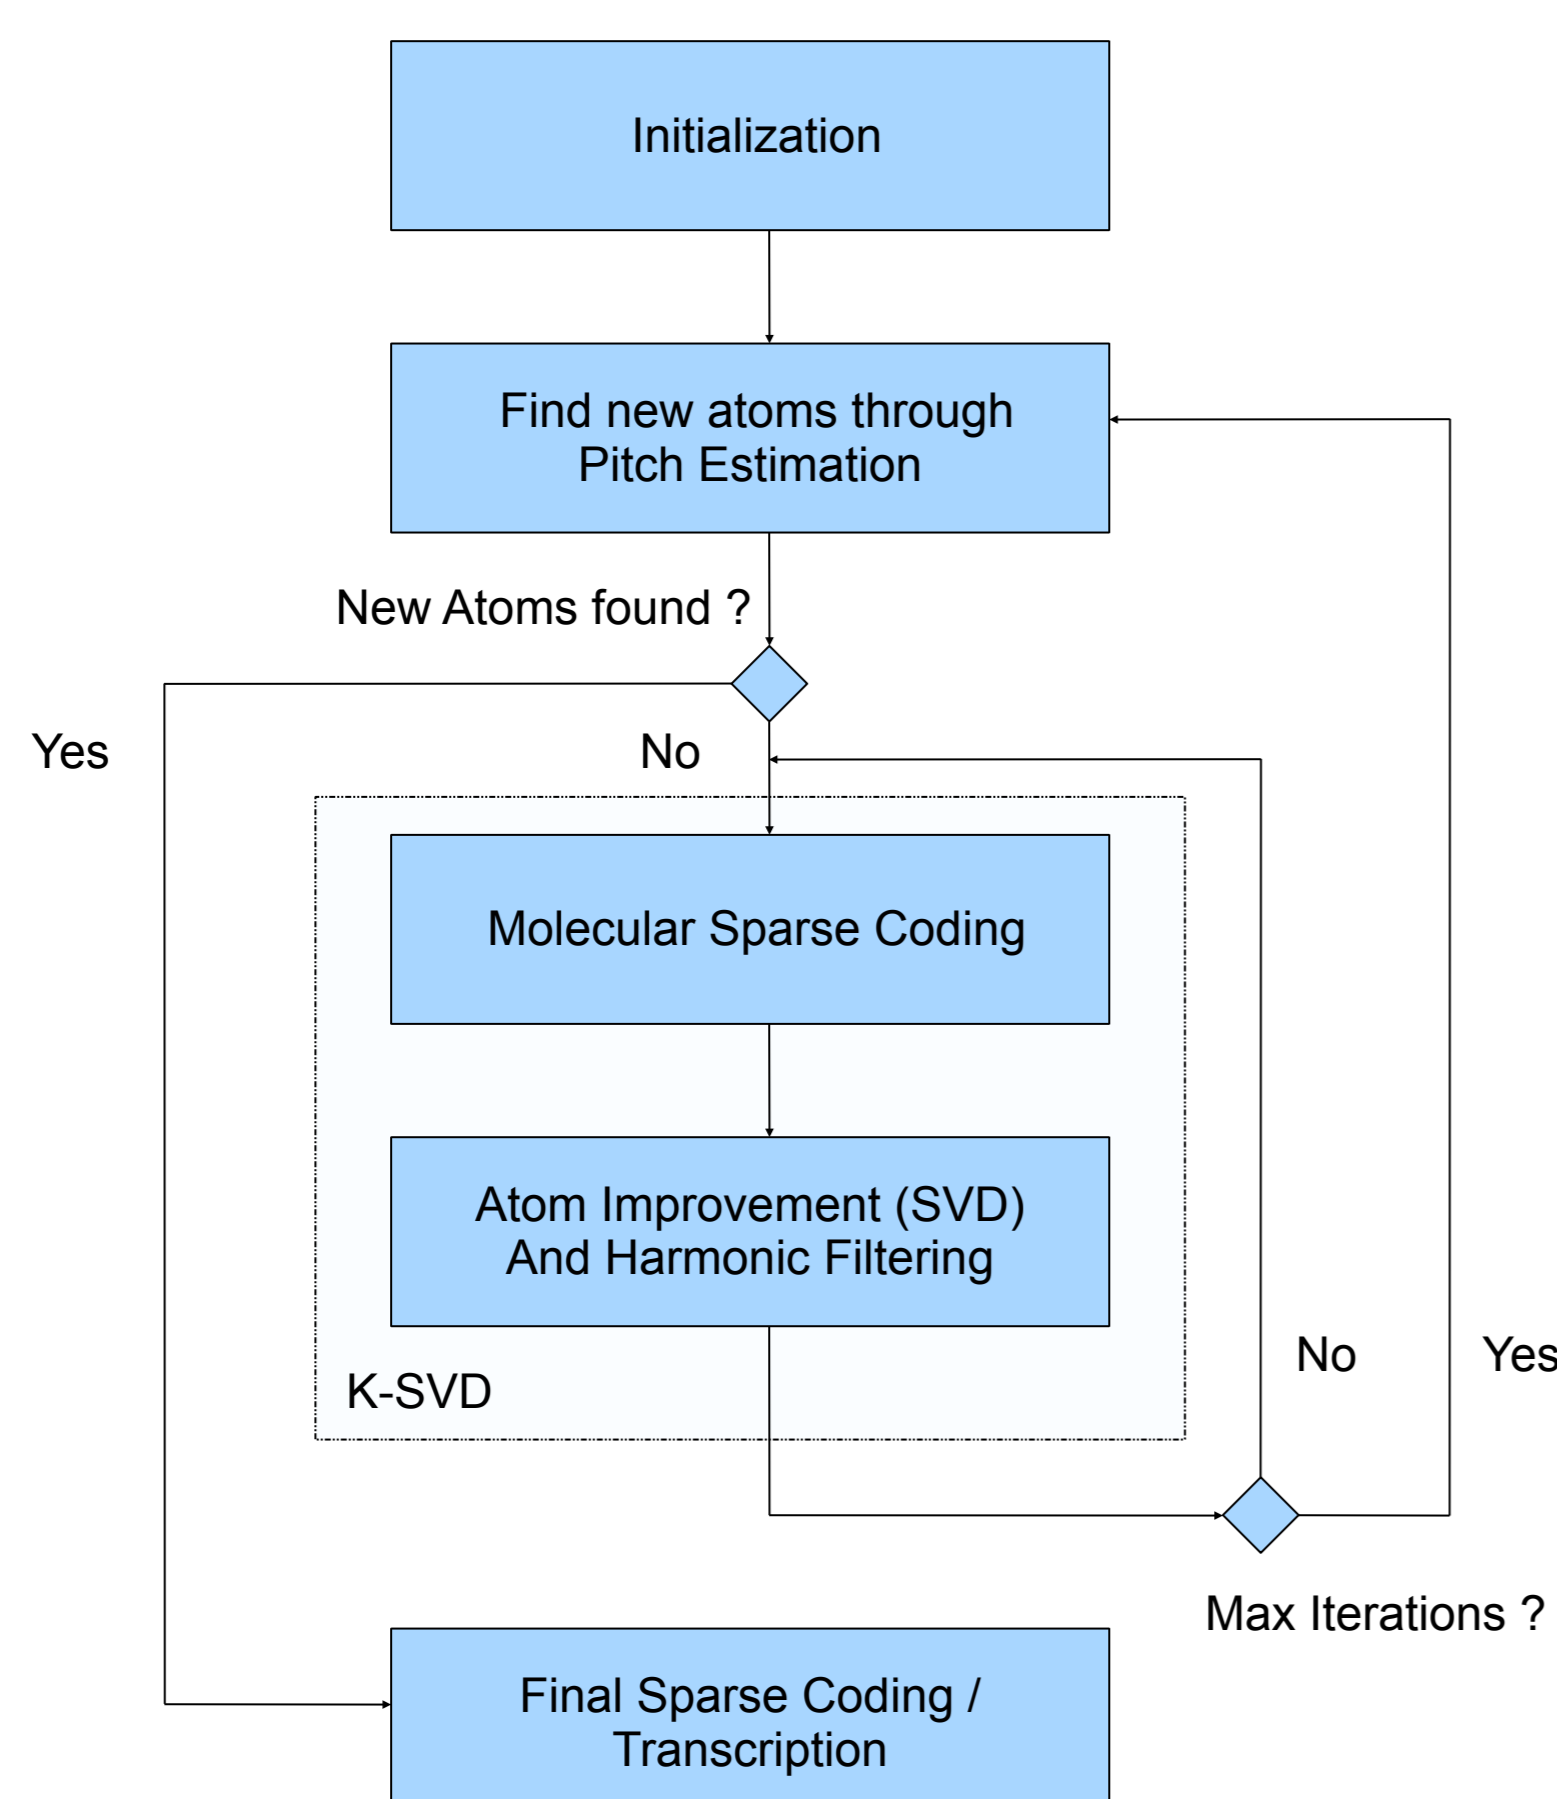 Initialization
Find new atoms through
Pitch Estimation
New Atoms found ?
Yes
No
Molecular Sparse Coding
Atom Improvement (SVD)
And Harmonic Filtering
K-SVD
No
Yes
Max Iterations ?
Final Sparse Coding /
Transcription